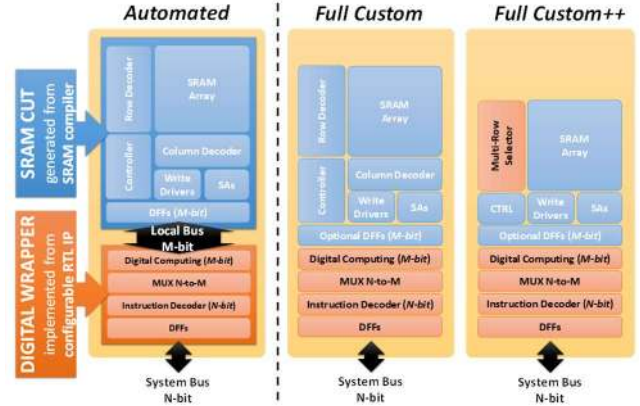 Automated
Full Custom
Full Custom++
SRAM CUT
generated from
SRAM compiler
Row Decoder
SRAM
Array
Controller
Column Decoder
Write
Drivers
SAs
DFFs (M-bit)
Local Bus
M-bit
DIGITAL WRAPPER
implemented from
configurable RTL IP
Digital Computing (M-bit)
MUX N-to-M
Instruction Decoder (N-bit)
DFFs
System Bus
N-bit
Row Decoder
SRAM
Array
Controller
Column Decoder
Write
Drivers
SAs
Optional DFFs (M-bit)
Digital Computing (M-bit)
MUX N-to-M
Instruction Decoder (N-bit)
DFFs
System Bus
N-bit
Multi-Row
Selector
SRAM
Array
CTRL
Write
Drivers
SAs
Optional DFFs (M-bit)
Digital Computing (M-bit)
MUX N-to-M
Instruction Decoder (N-bit)
DFFs
System Bus
N-bit